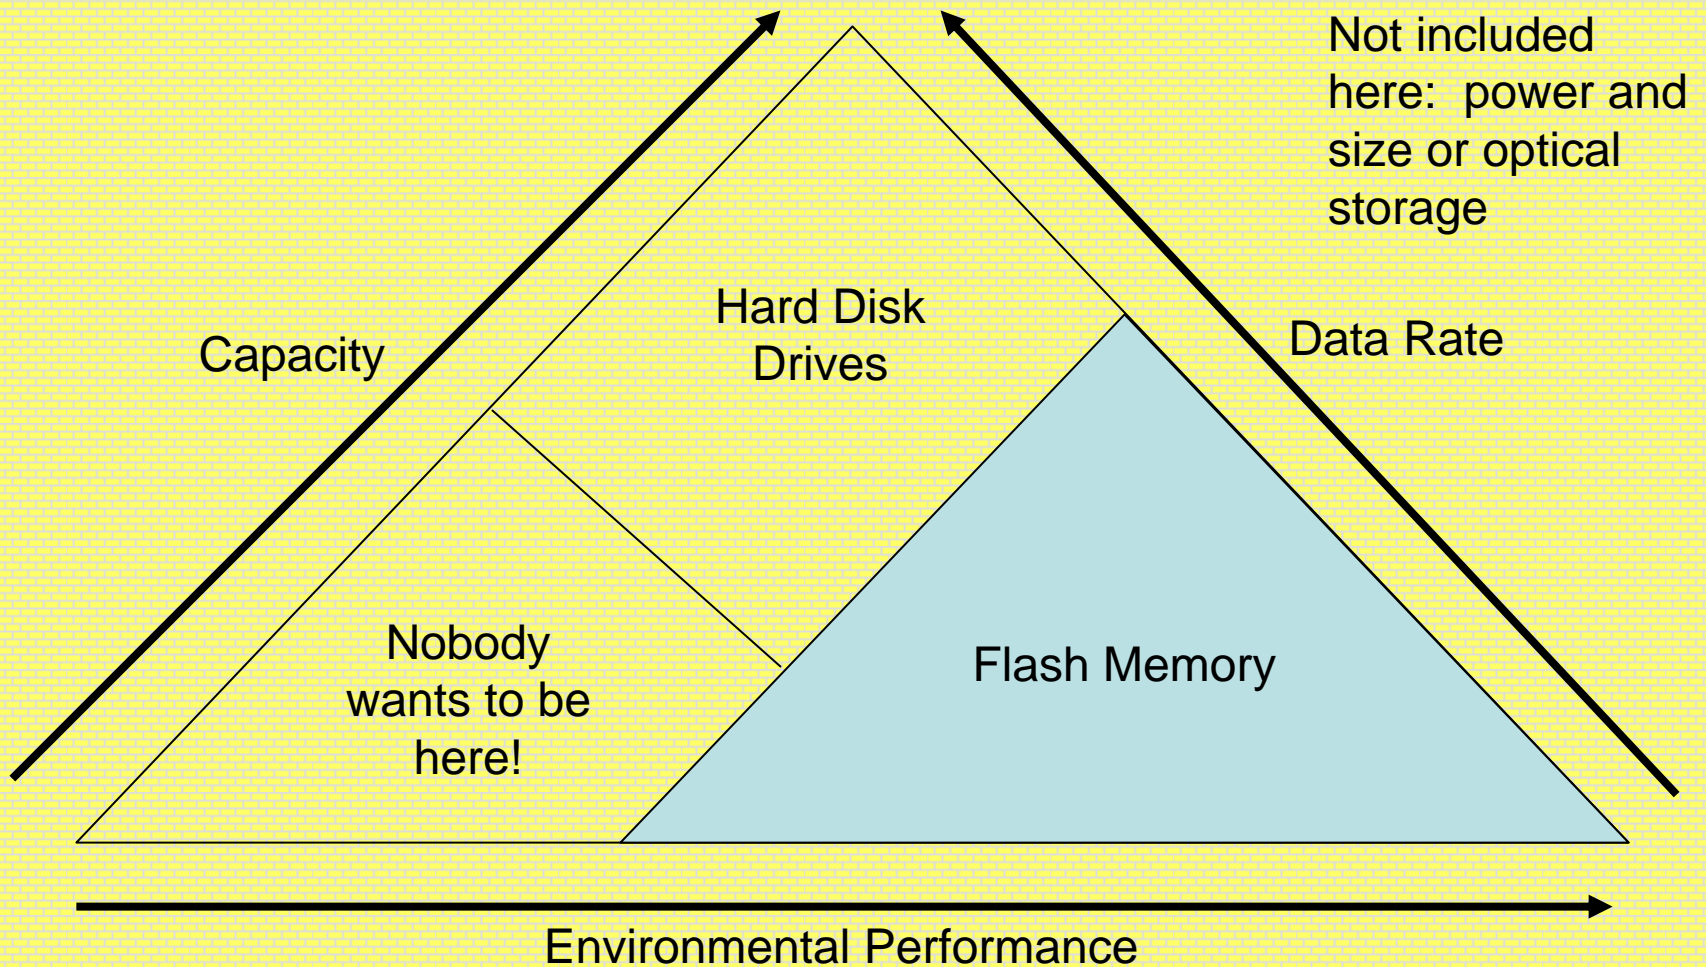 Not included
here: power and
size or optical
storage
Hard Disk
Drives
Capacity
Data Rate
Nobody
wants to be
here!
Flash Memory
Environmental Performance